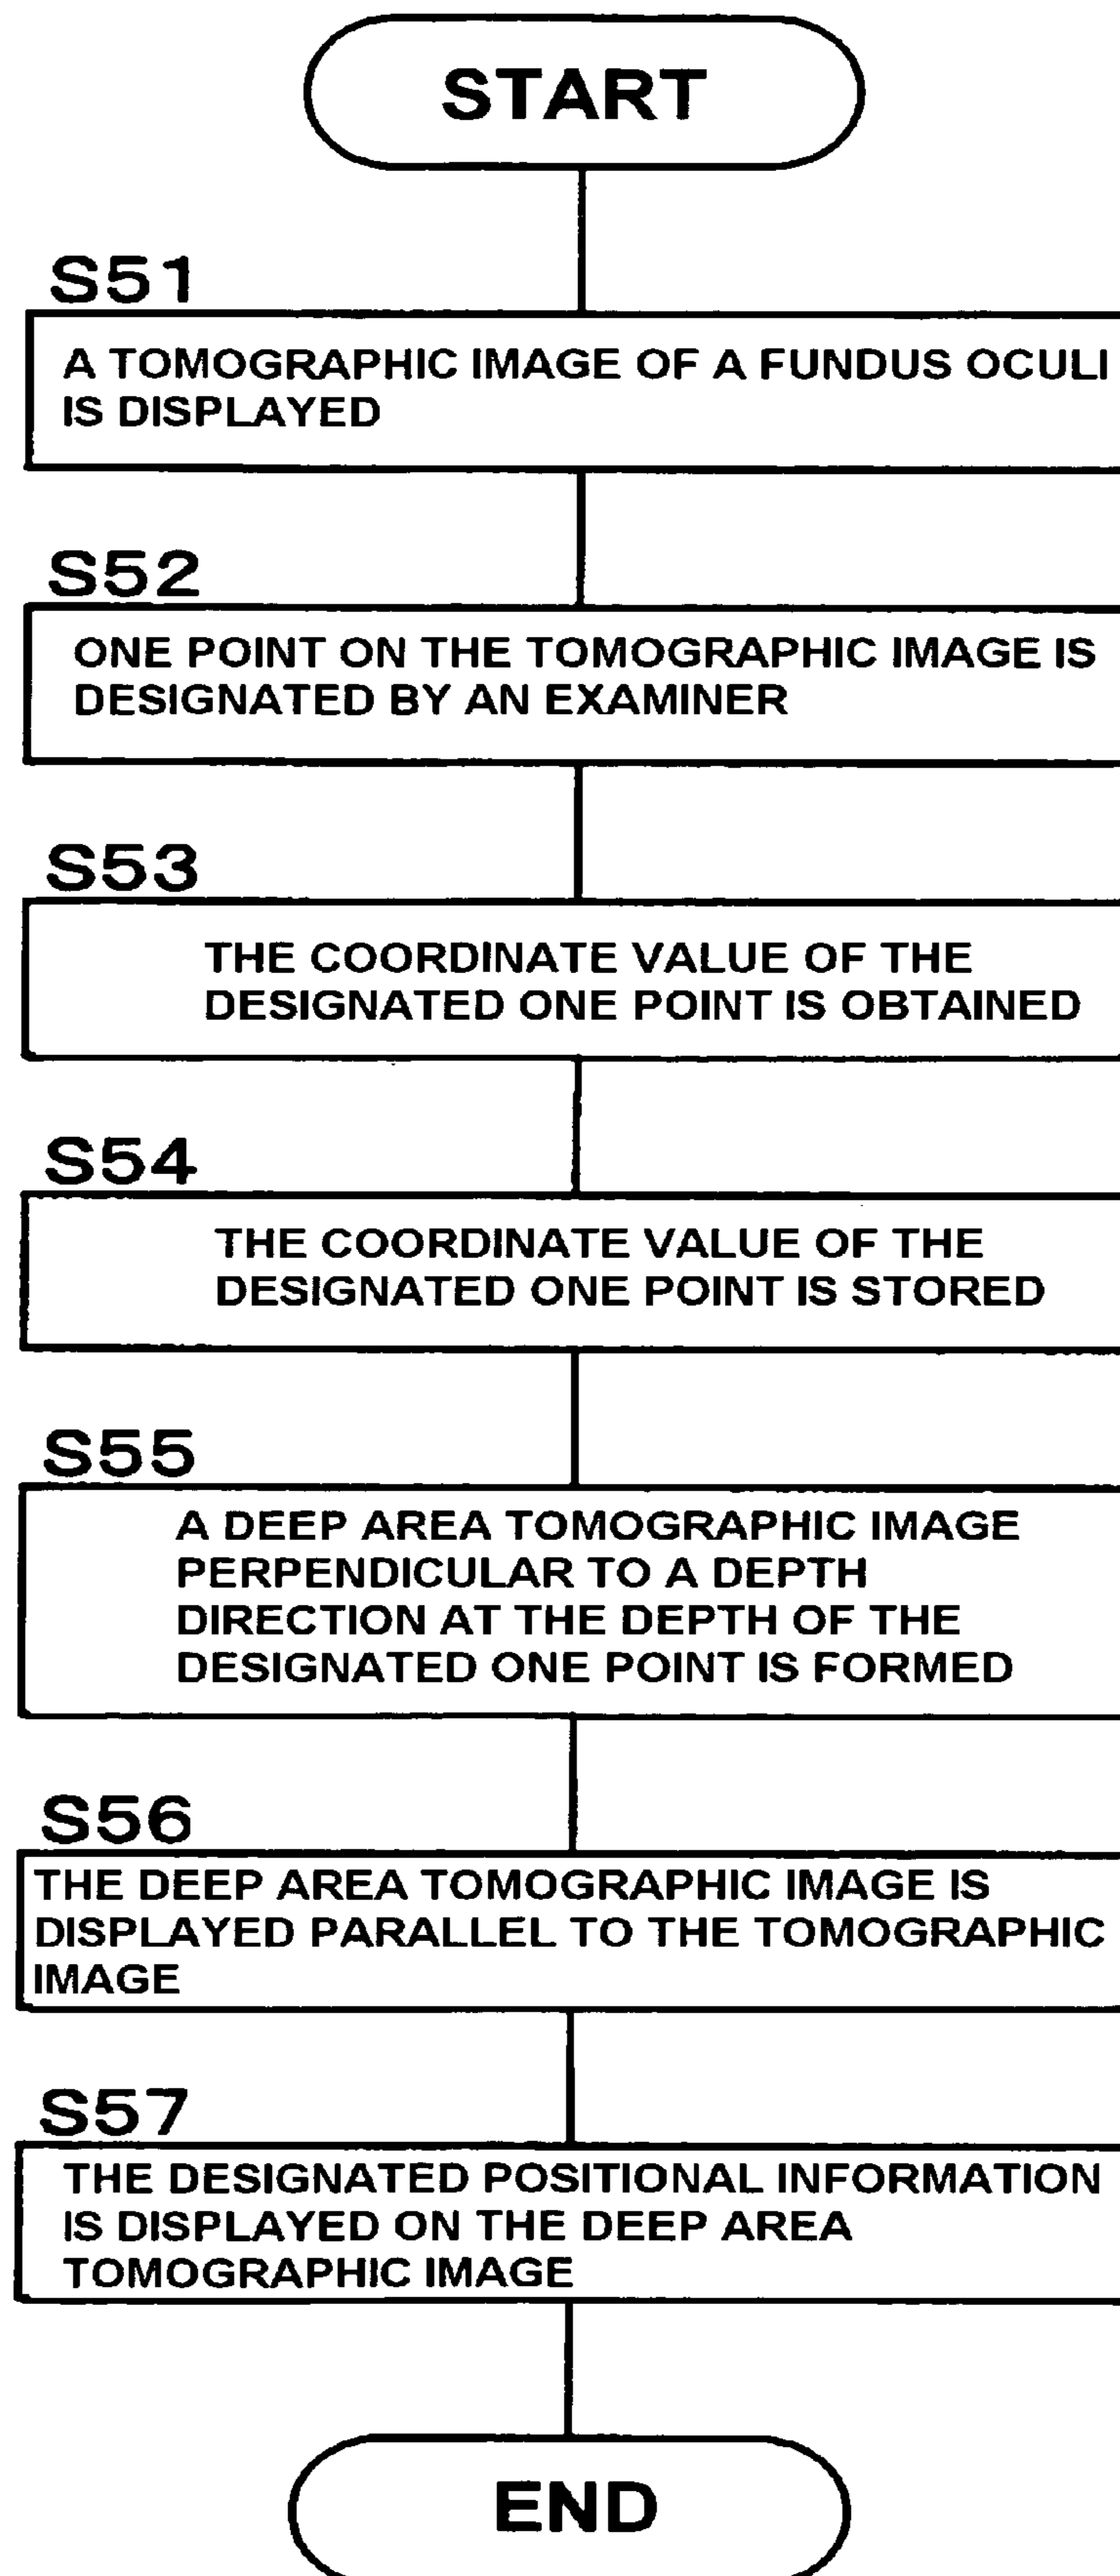 START
S51
A TOMOGRAPHIC IMAGE OF A FUNDUS OCULI
IS DISPLAYED
S52
ONE POINT ON THE TOMOGRAPHIC IMAGE IS
DESIGNATED BY AN EXAMINER
S53
THE COORDINATE VALUE OF THE
DESIGNATED ONE POINT IS OBTAINED
S54
THE COORDINATE VALUE OF THE
DESIGNATED ONE POINT IS STORED
S55
A DEEP AREA TOMOGRAPHIC IMAGE
PERPENDICULAR TO A DEPTH
DIRECTION AT THE DEPTH OF THE
DESIGNATED ONE POINT IS FORMED
S56
THE DEEP AREA TOMOGRAPHIC IMAGE IS
DISPLAYED PARALLEL TO THE TOMOGRAPHIC
IMAGE
S57
THE DESIGNATED POSITIONAL INFORMATION
IS DISPLAYED ON THE DEEP AREA
TOMOGRAPHIC IMAGE
END